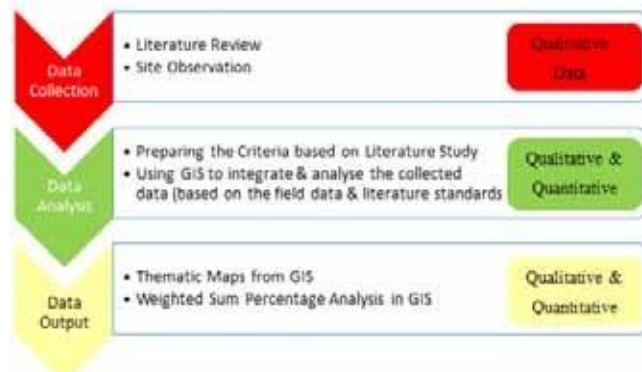 Data
Collection
• Literature Review
• Site Observation
Qualitative
Data
Data
Analysis
• Preparing the Criteria based on Literature Study
• Using GIS to integrate & analyse the collected
data (based on the field data & literature standards
Qualitative &
Quantitative
Data
Output
• Thematic Maps from GIS
• Weighted Sum Percentage Analysis in GIS
Qualitative &
Quantitative